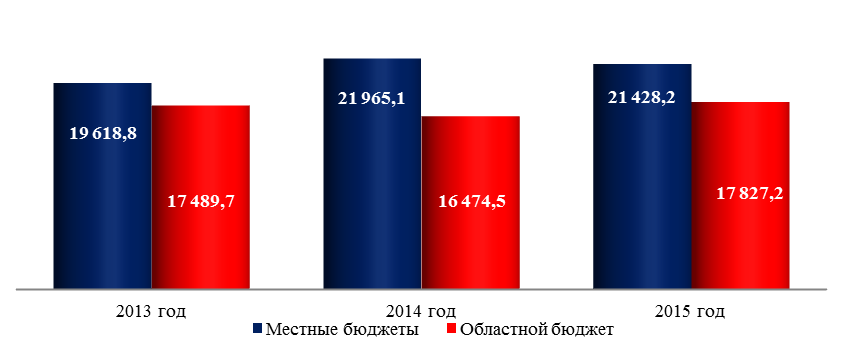 19 618,8
17 489,7
21 965,1
16 474,5
21 428,2
17 827,2
2013 год
2014 год
2015 год
Местные бюджеты
Областной бюджет